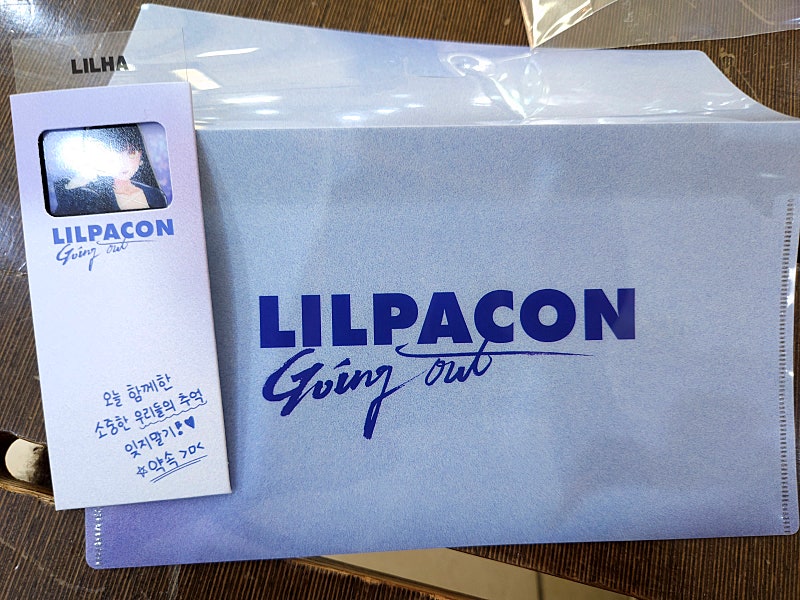 LILHA
LILPACON
Going out
오늘 함께한
소중한 우리들의 추억
잊지말기!♥
☆약속 >ㅁ<
LILPACON
Going out